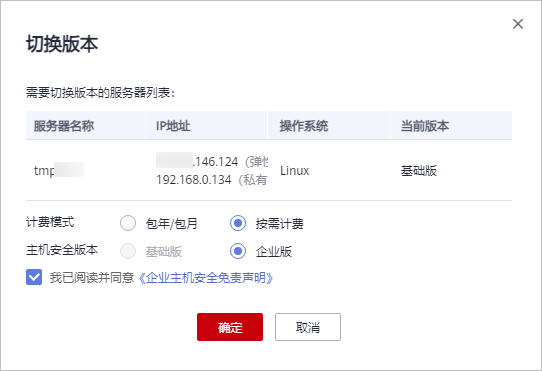 切换版本
需要切换版本的服务器列表：
服务器名称 IP地址 操作系统 当前版本
tmp .146.124（弹性 Linux 基础版
192.168.0.134（私有
计费模式 包年/包月 按需计费
主机安全版本 基础版 企业版
我已阅读并同意《企业主机安全免责声明》
确定 取消